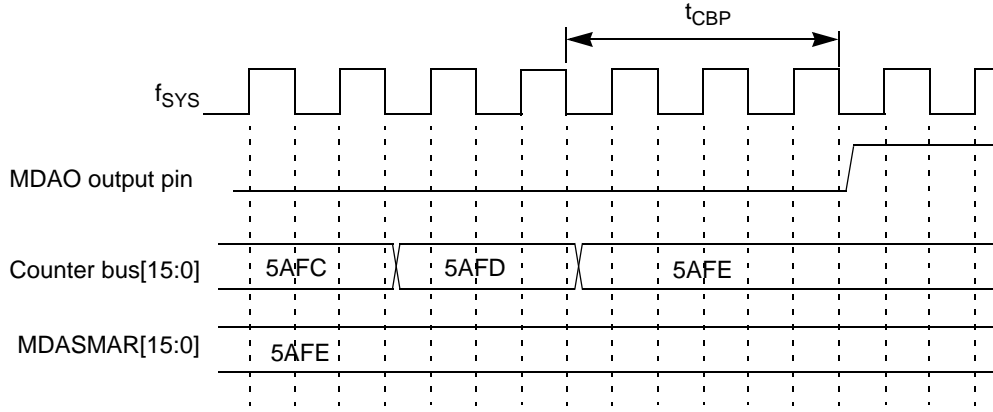 tCBP
fSYS
MDAO output pin
Counter bus[15:0]
5AFC
5AFD
5AFE
MDASMAR[15:0]
5AFE